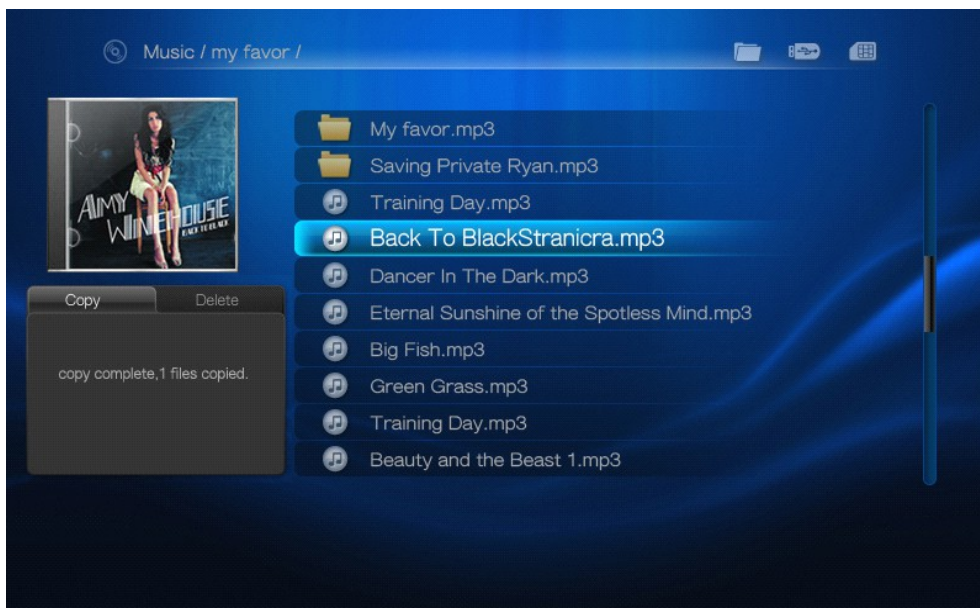 Music / my favor /
AMY
WINEHOUSE
BACK TO BLACK
Copy
Delete
copy complete,1 files copied.
My favor.mp3
Saving Private Ryan.mp3
Training Day.mp3
Back To BlackStranicra.mp3
Dancer In The Dark.mp3
Eternal Sunshine of the Spotless Mind.mp3
Big Fish.mp3
Green Grass.mp3
Training Day.mp3
Beauty and the Beast 1.mp3